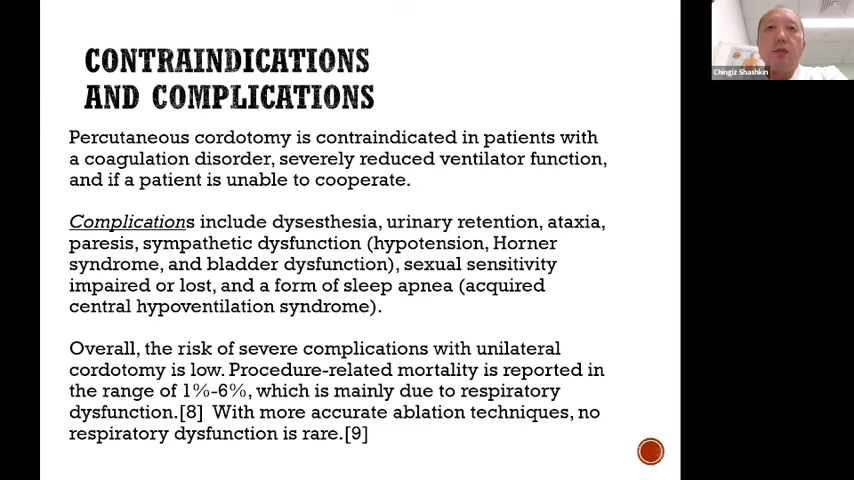 CONTRAINDICATIONS
AND COMPLICATIONS
Percutaneous cordotomy is contraindicated in patients with
a coagulation disorder, severely reduced ventilator function,
and if a patient is unable to cooperate.
Complications include dysesthesia, urinary retention, ataxia,
paresis, sympathetic dysfunction (hypotension, Horner
syndrome, and bladder dysfunction), sexual sensitivity
impaired or lost, and a form of sleep apnea (acquired
central hypoventilation syndrome).
Overall, the risk of severe complications with unilateral
cordotomy is low. Procedure-related mortality is reported in
the range of 1%-6%, which is mainly due to respiratory
dysfunction.[8] With more accurate ablation techniques, no
respiratory dysfunction is rare.[9]
Chingiz Shashkin